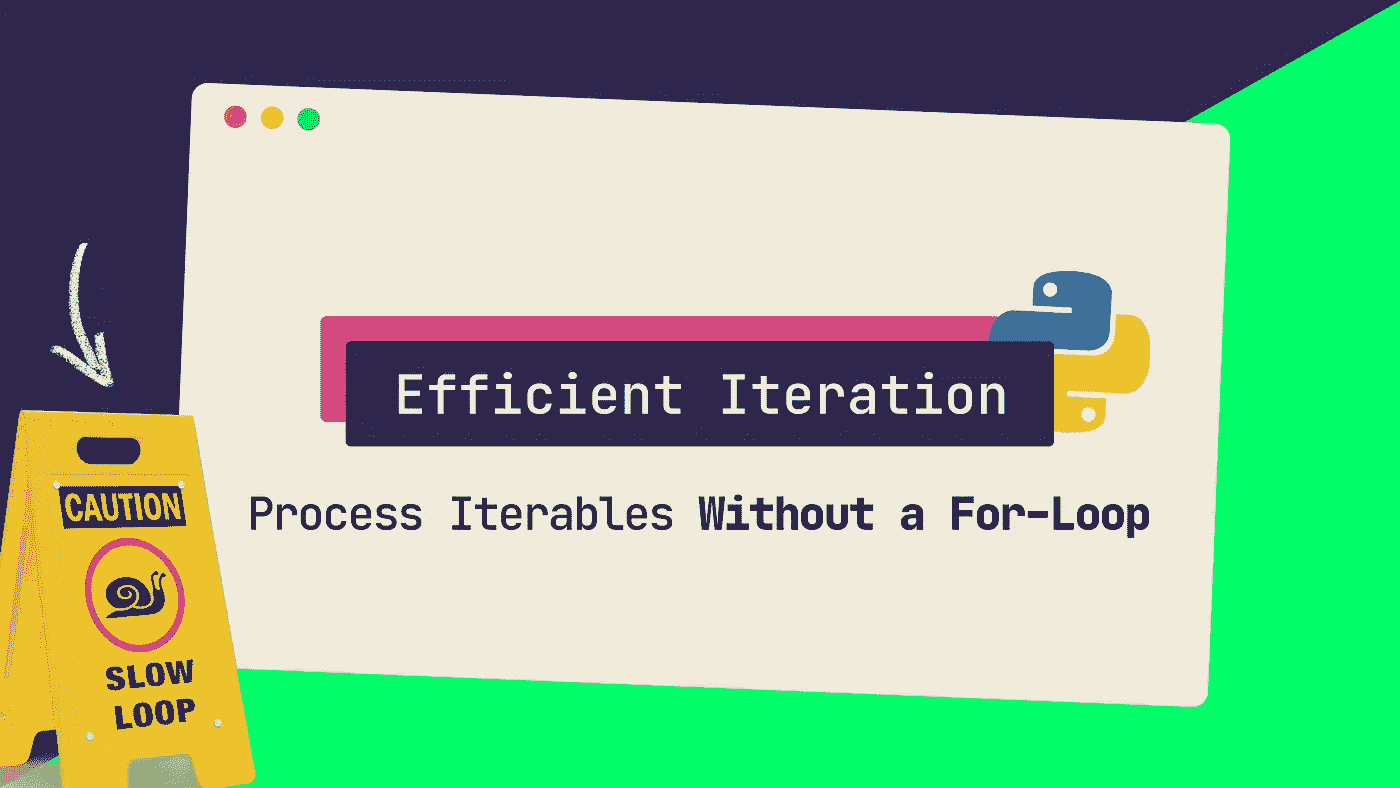 Efficient Iteration
Process Iterables Without a For-Loop
CAUTION
SLOW
LOOP